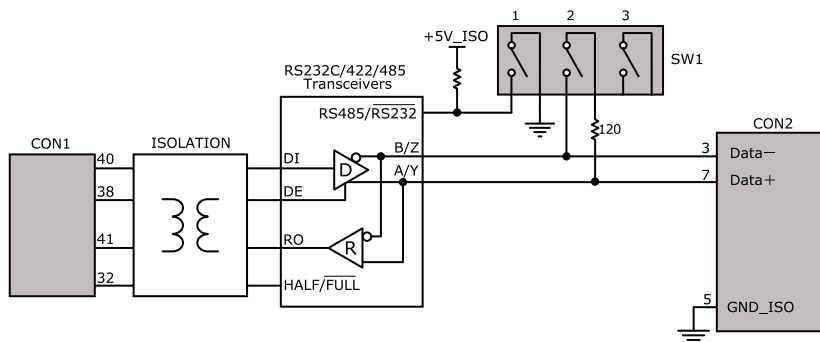 1 2 3
+5V_ISO
SW1
RS232C/422/485
Transceivers
RS485/RS232
CON1
ISOLATION
120
CON2
40
DI
D
B/Z
3
Data−
A/Y
7
Data+
38
DE
41
RO
R
32
HALF/FULL
5
GND_ISO